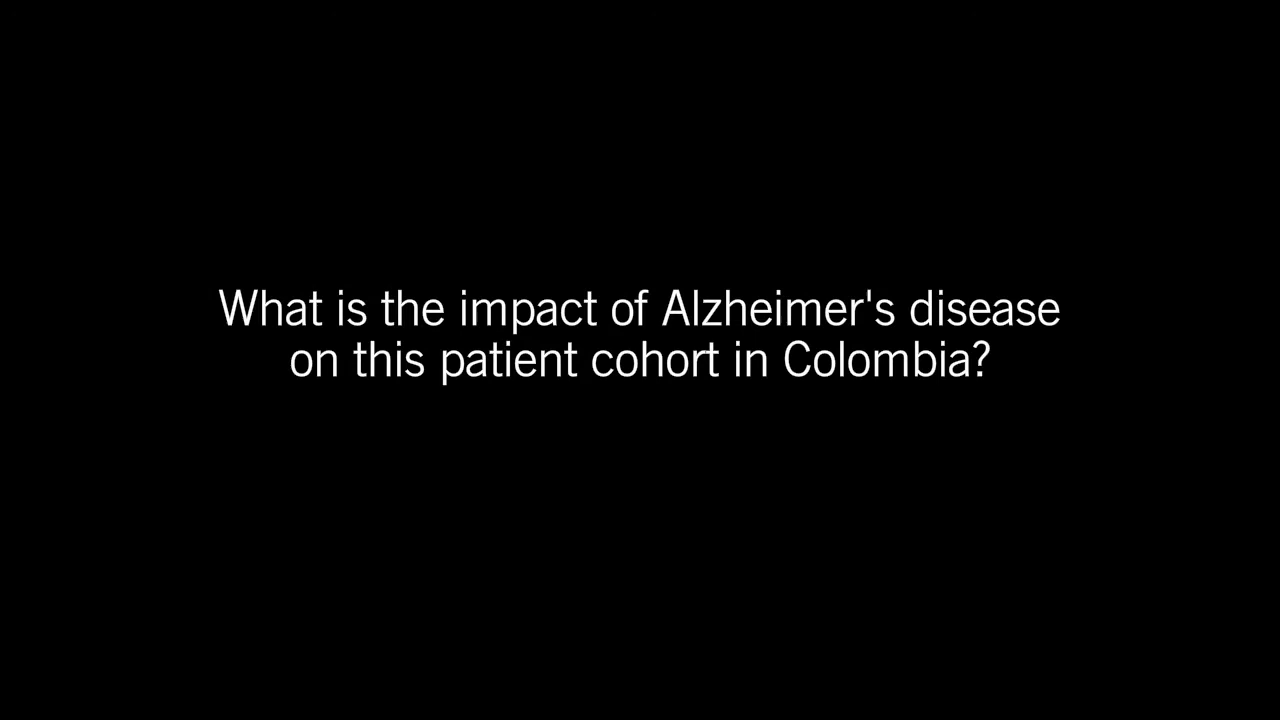 What is the impact of Alzheimer's disease
on this patient cohort in Colombia?